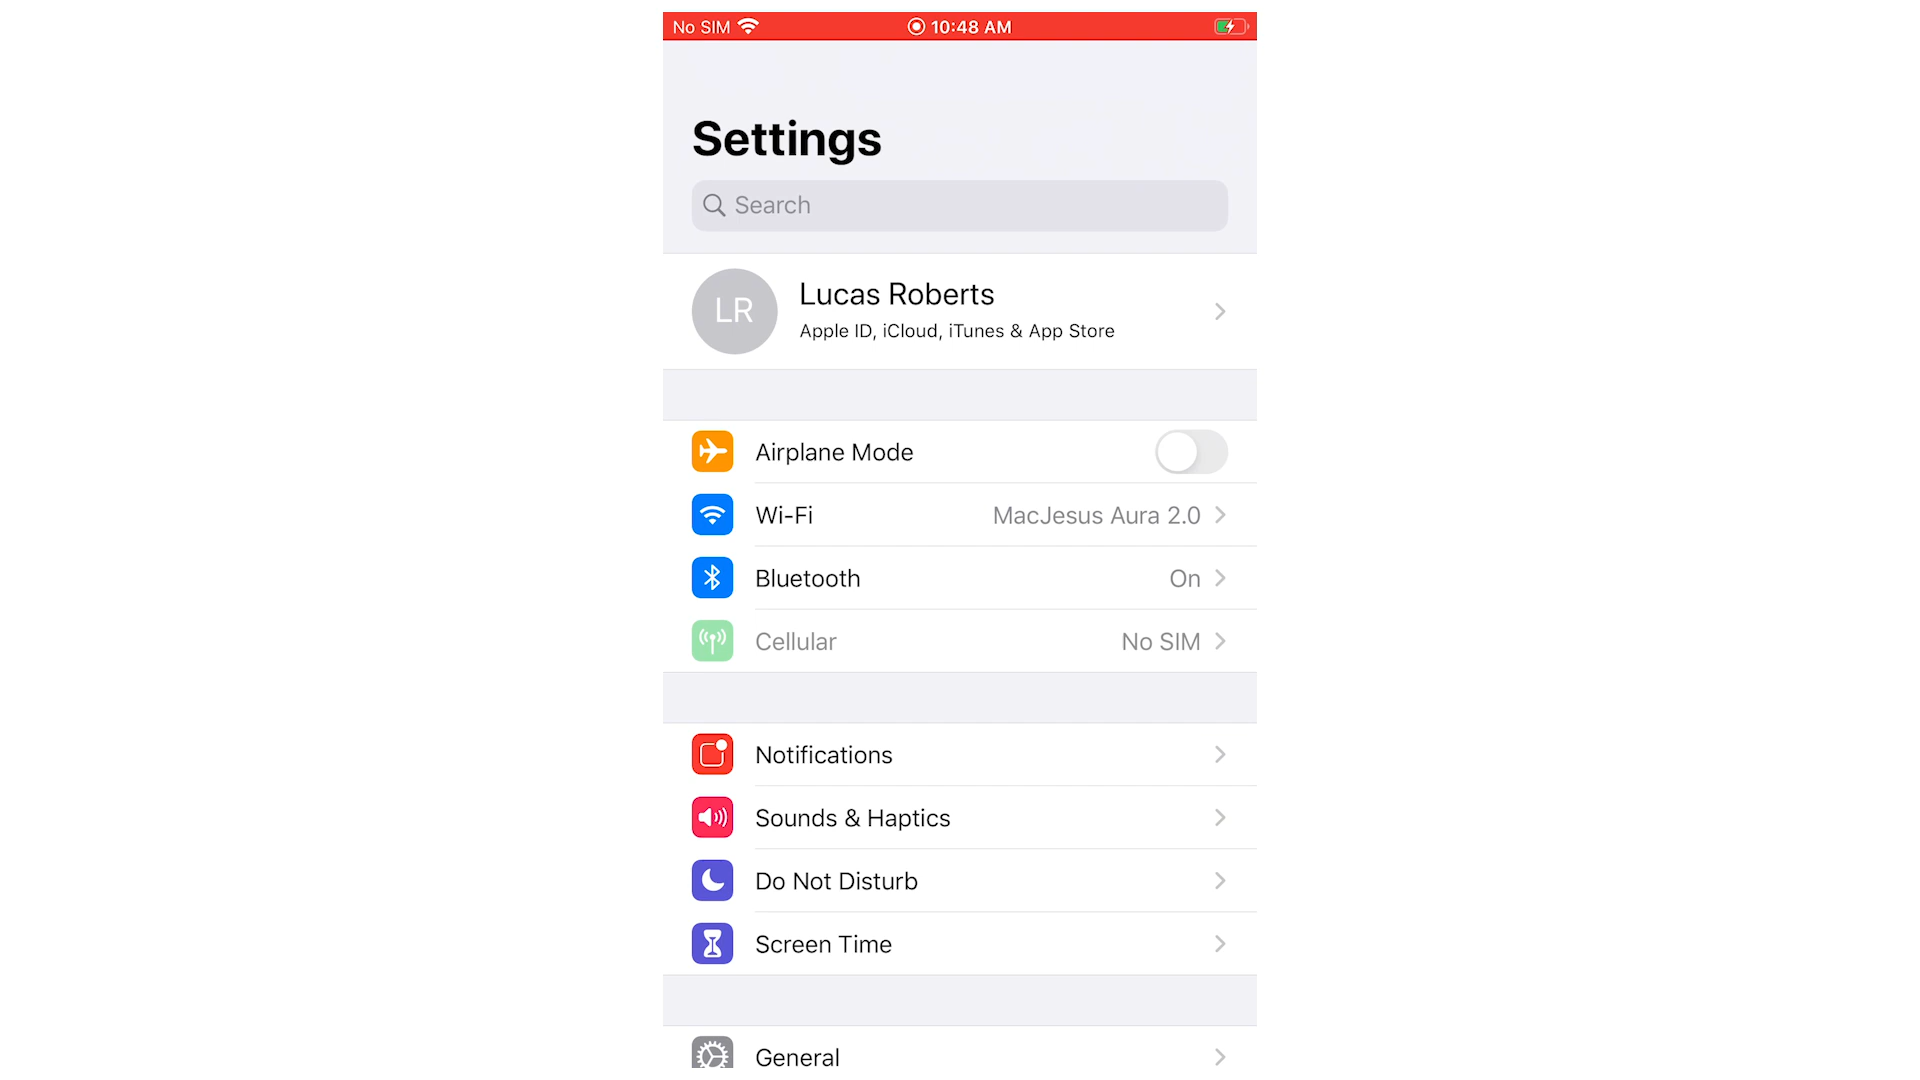 No SIM 10:48 AM
Settings
Search
LR
Lucas Roberts
Apple ID, iCloud, iTunes & App Store
Airplane Mode
Wi-Fi MacJesus Aura 2.0
Bluetooth On
Cellular No SIM
Notifications
Sounds & Haptics
Do Not Disturb
Screen Time
General